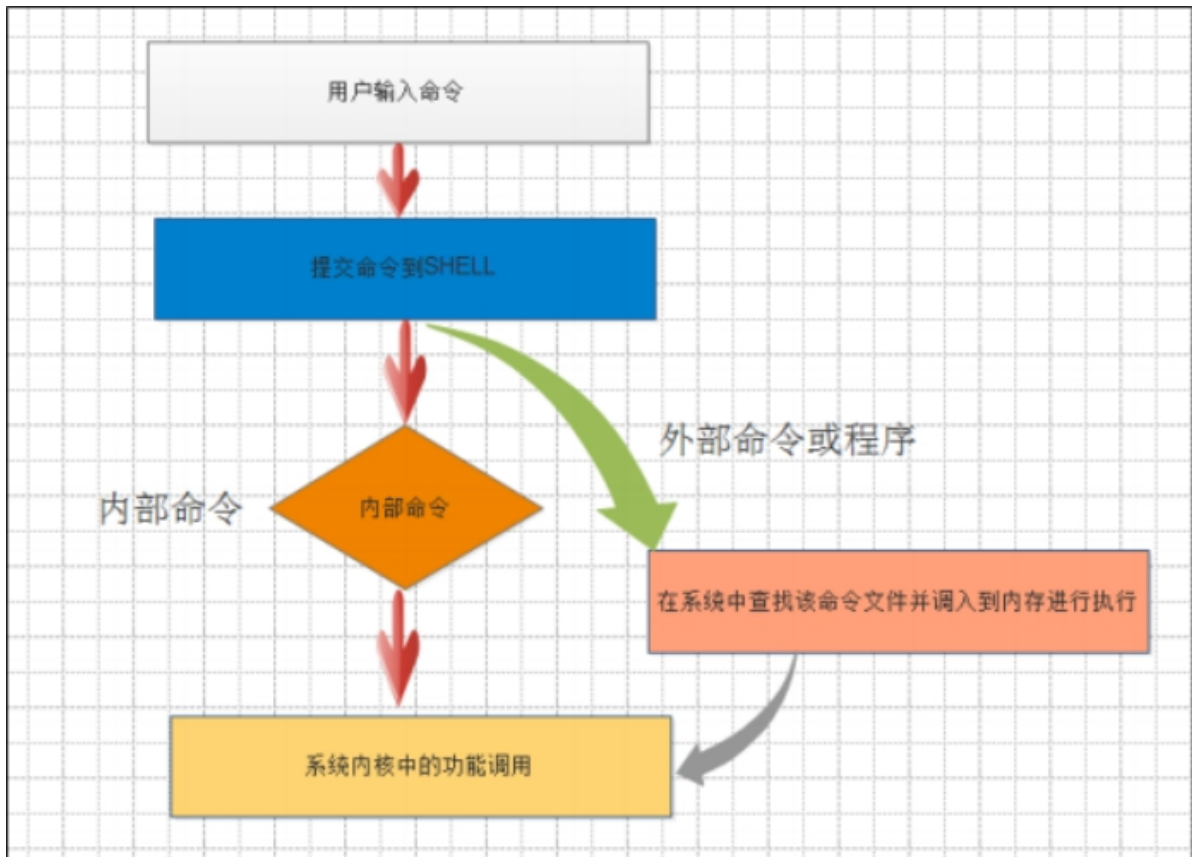 用户输入命令
提交命令到SHELL
外部命令或程序
内部命令
内部命令
在系统中查找该命令文件并调入到内存进行执行
系统内核中的功能调用